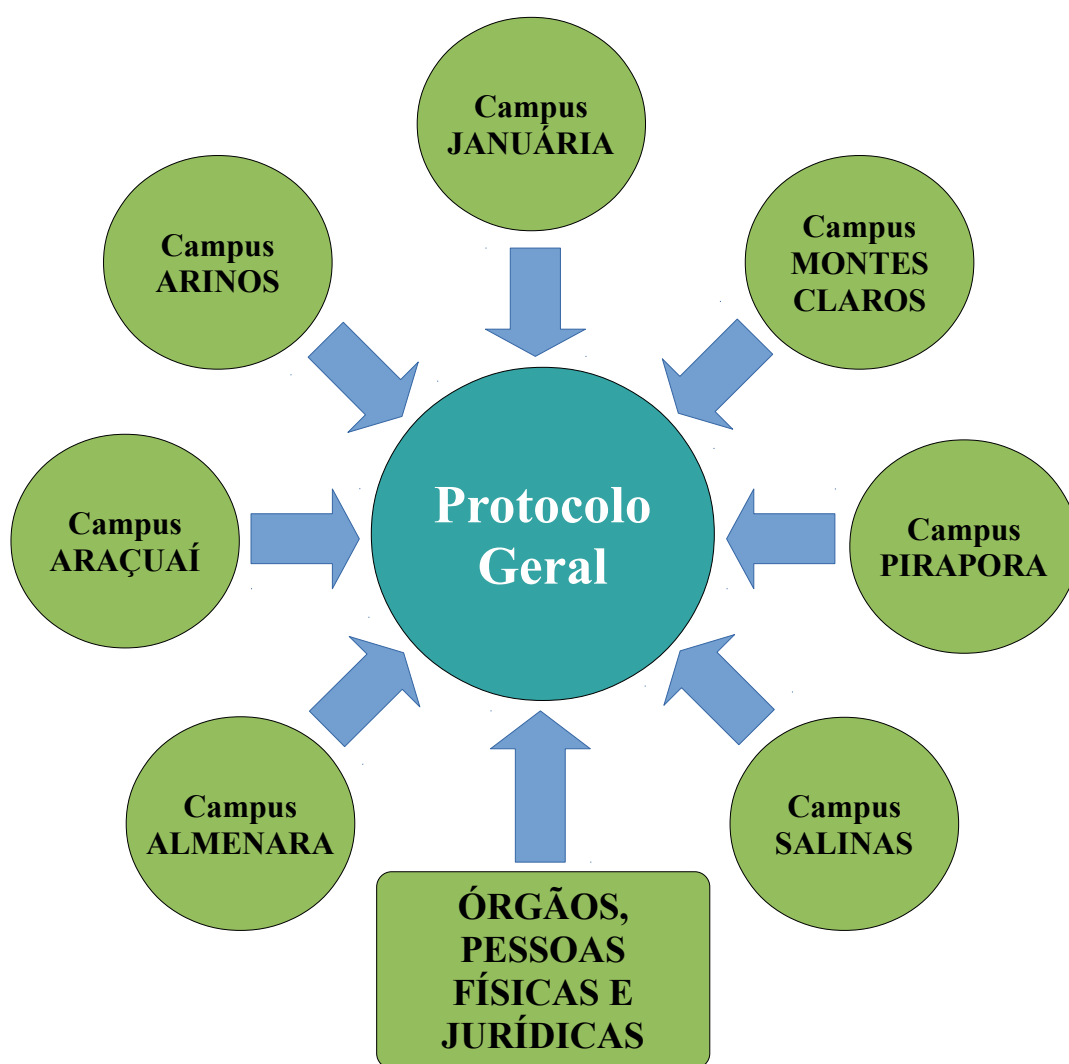 Campus
JANUÁRIA
Campus
ARINOS
Campus
MONTES
CLAROS
Campus
ARAÇUAÍ
Protocolo
Geral
Campus
PIRAPORA
Campus
ALMENARA
Campus
SALINAS
ÓRGÃOS,
PESSOAS
FÍSICAS E
JURÍDICAS